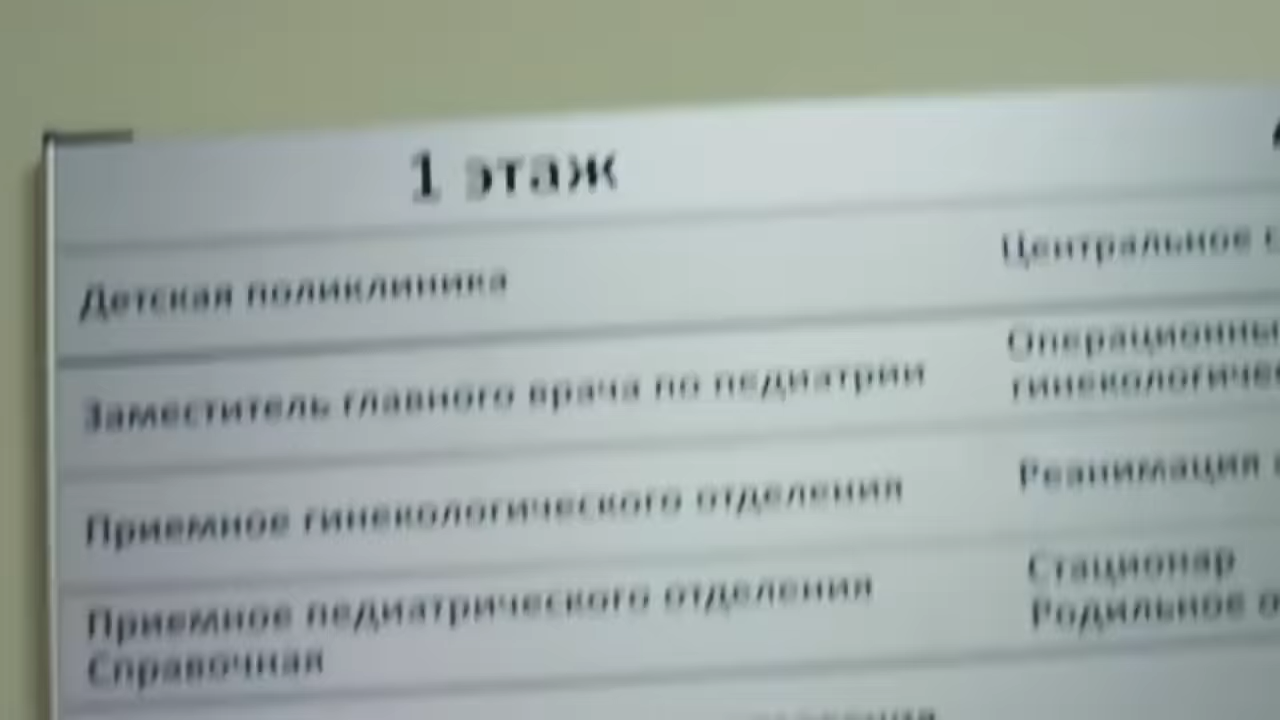 1 этаж
Детская поликлиника
Заместитель главного врача по педиатрии
Приемное гинекологического отделения
Приемное педиатрического отделения
Справочная
Центральное
Операционны
гинекологичес
Реанимация
Стационар
Родильное о